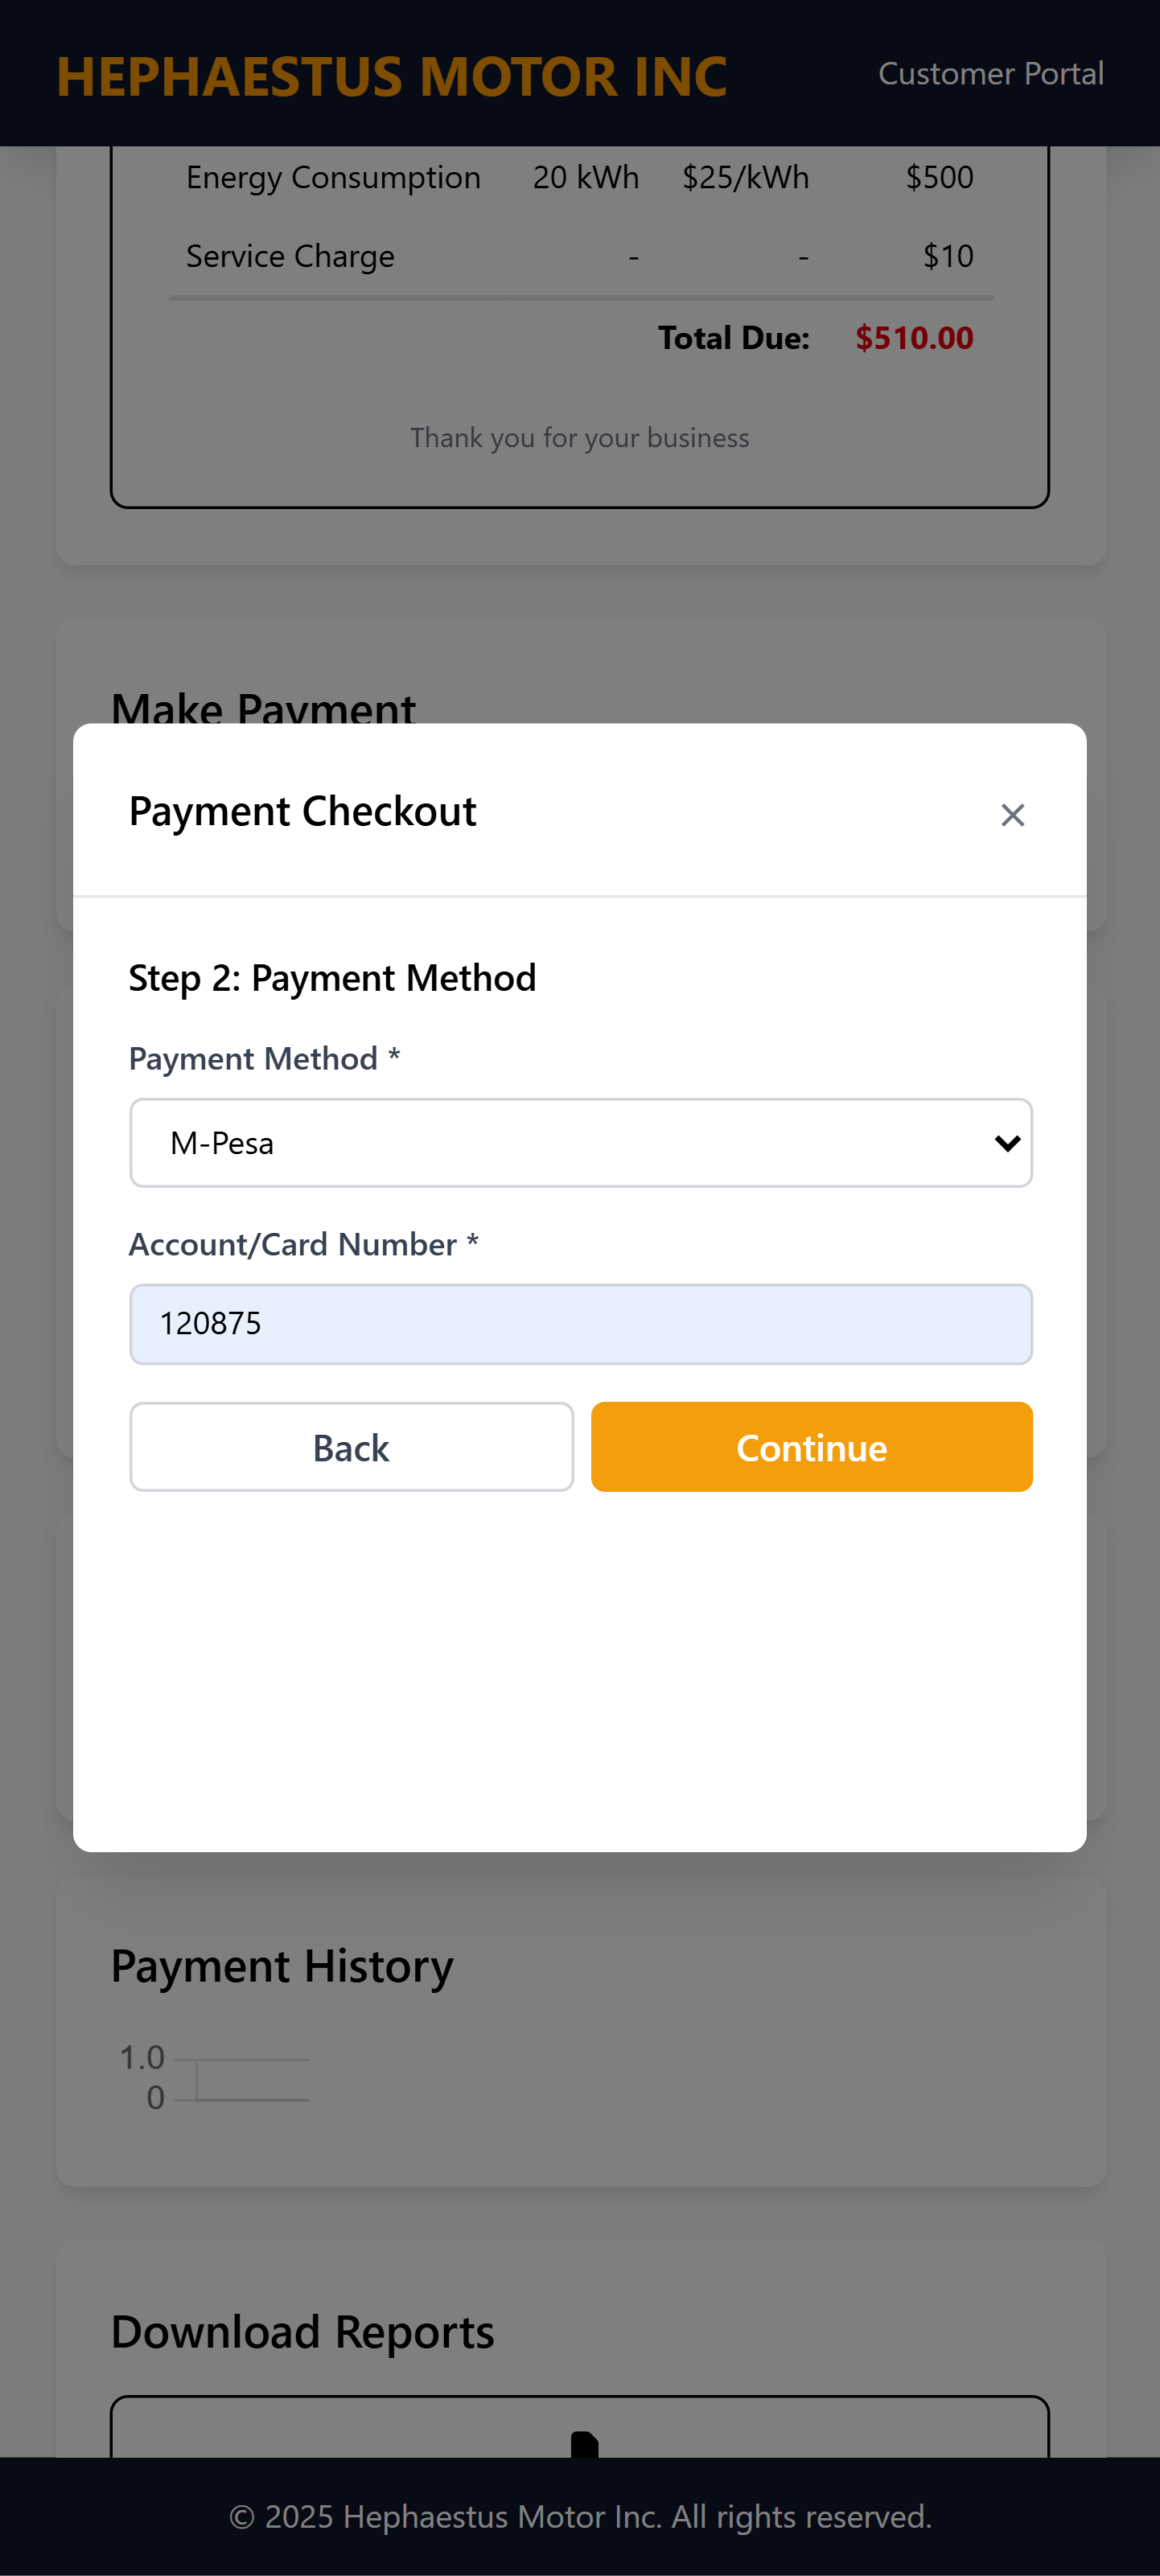 HEPHAESTUS MOTOR INC Customer Portal
Energy Consumption 20 kWh $25/kWh $500
Service Charge - - $10
Total Due: $510.00
Thank you for your business
Make Payment
Payment Checkout ×
Step 2: Payment Method
Payment Method *
M-Pesa
Account/Card Number *
120875
Back Continue
Payment History
1.0
0
Download Reports
© 2025 Hephaestus Motor Inc. All rights reserved.